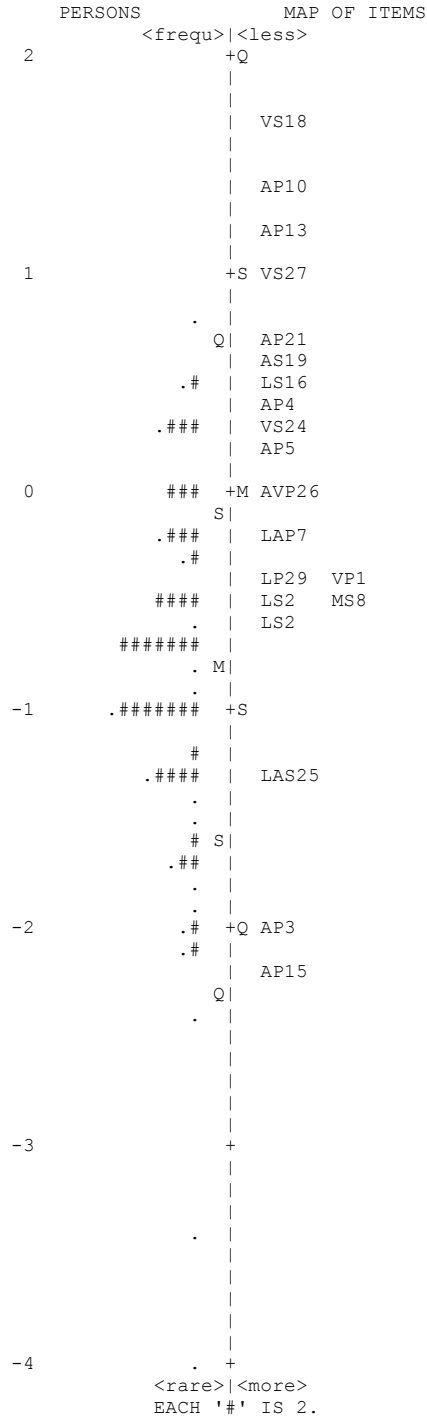 PERSONS MAP OF ITEMS
<frequ>|<less>
2 +Q
|
|
| VS18
|
|
| AP10
|
| AP13
|
1 +S VS27
|
. |
Q| AP21
| AS19
.# | LS16
| AP4
.### | VS24
| AP5
|
0 ### +M AVP26
S|
.### | LAP7
.# |
| LP29 VP1
#### | LS2 MS8
. | LS2
####### |
. M|
. |
-1 .####### +S
|
# |
.#### | LAS25
. |
. |
# S|
.## |
. |
. |
-2 .# +Q AP3
.# |
| AP15
Q|
. |
|
|
|
|
|
-3 +
|
|
|
. |
|
|
|
|
|
-4 . +
<rare>|<more>
EACH '#' IS 2.